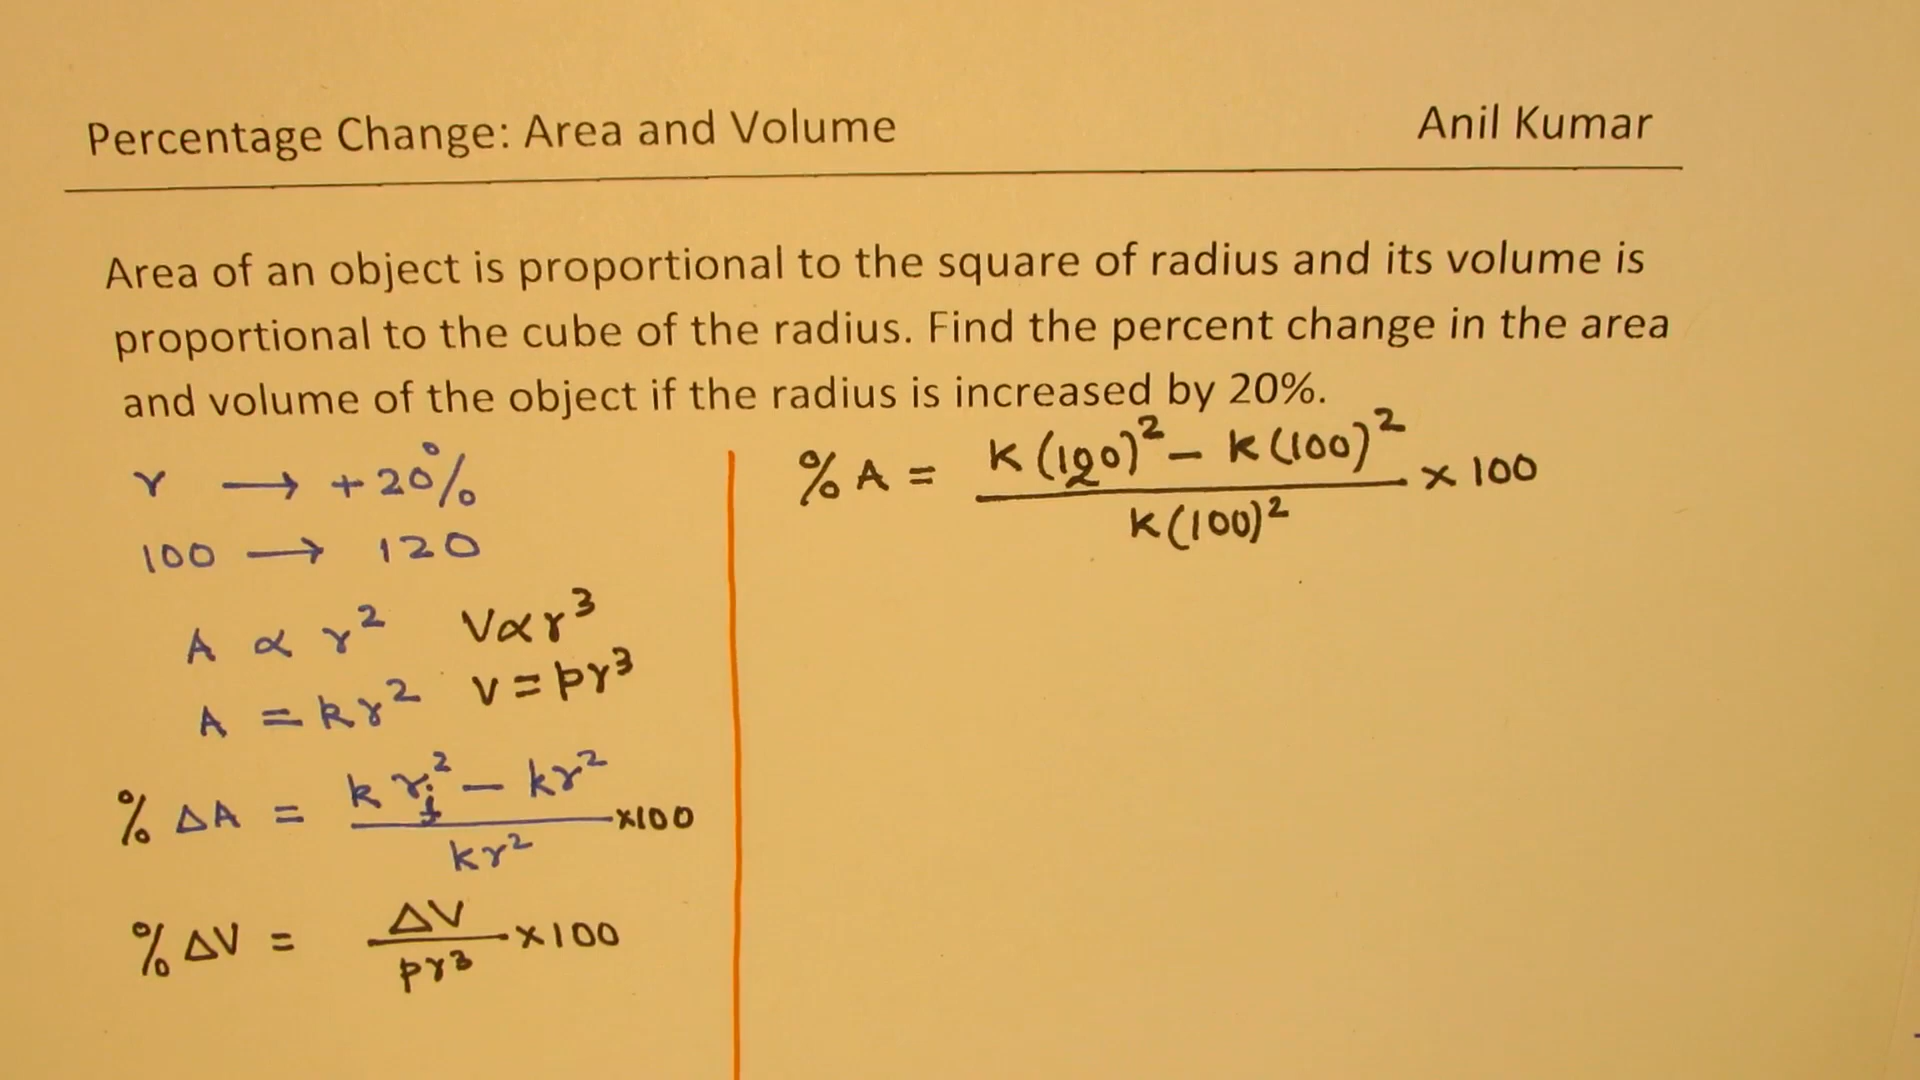 Percentage Change: Area and Volume Anil Kumar
Area of an object is proportional to the square of radius and its volume is
proportional to the cube of the radius. Find the percent change in the area
and volume of the object if the radius is increased by 20%.
r → +20%
100 → 120
A ∝ r² V ∝ r³
A = kr² V = pr³
% ΔA = (k r_f² − kr²) / kr² × 100
% ΔV = ΔV / pr³ × 100
% A = (K(120)² − K(100)²) / K(100)² × 100